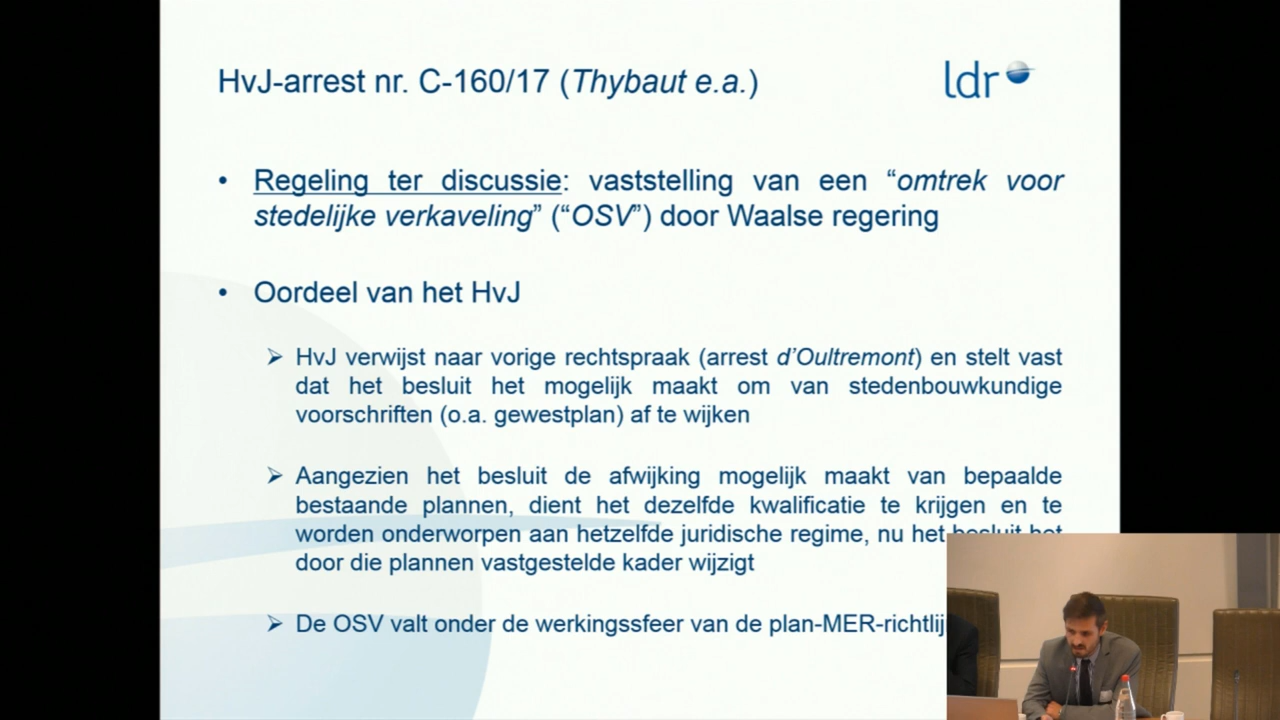 HvJ-arrest nr. C-160/17 (Thybaut e.a.)
ldr
• Regeling ter discussie: vaststelling van een “omtrek voor
stedelijke verkaveling” (“OSV”) door Waalse regering
• Oordeel van het HvJ
➢ HvJ verwijst naar vorige rechtspraak (arrest d’Oultremont) en stelt vast
dat het besluit het mogelijk maakt om van stedenbouwkundige
voorschriften (o.a. gewestplan) af te wijken
➢ Aangezien het besluit de afwijking mogelijk maakt van bepaalde
bestaande plannen, dient het dezelfde kwalificatie te krijgen en te
worden onderworpen aan hetzelfde juridische regime, nu het besluit het
door die plannen vastgestelde kader wijzigt
➢ De OSV valt onder de werkingssfeer van de